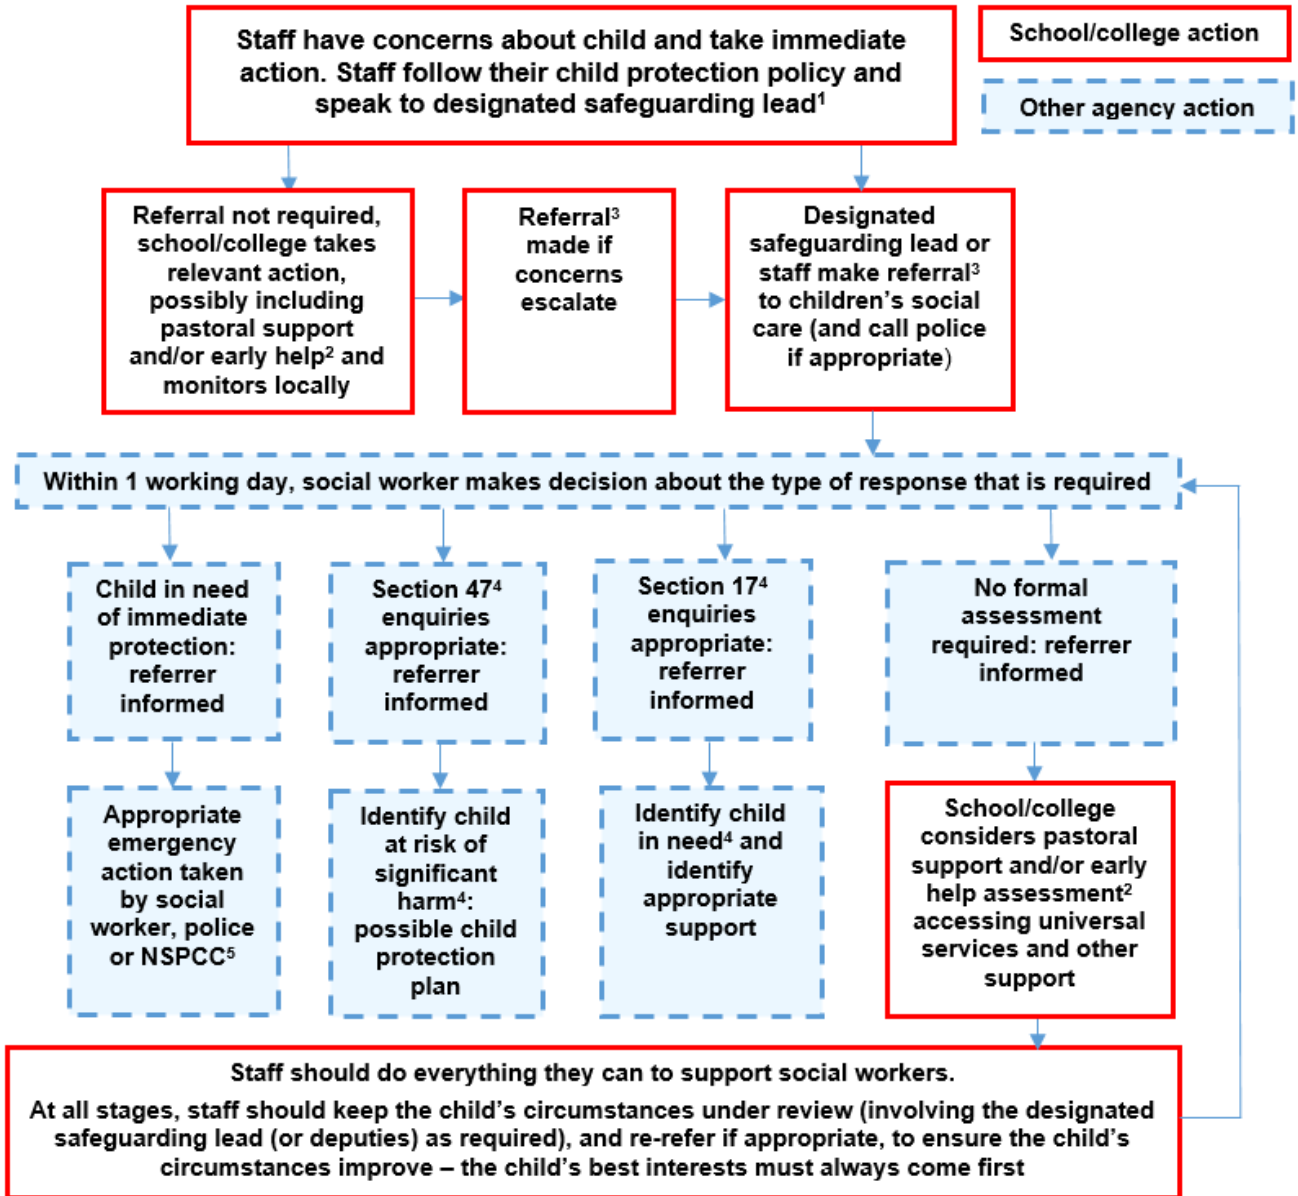 Staff have concerns about child and take immediate
action. Staff follow their child protection policy and
speak to designated safeguarding lead¹
School/college action
Other agency action
Referral not required,
school/college takes
relevant action,
possibly including
pastoral support
and/or early help² and
monitors locally
Referral³
made if
concerns
escalate
Designated
safeguarding lead or
staff make referral³
to children’s social
care (and call police
if appropriate)
Within 1 working day, social worker makes decision about the type of response that is required
Child in need
of immediate
protection:
referrer
informed
Section 47⁴
enquiries
appropriate:
referrer
informed
Section 17⁴
enquiries
appropriate:
referrer
informed
No formal
assessment
required: referrer
informed
Appropriate
emergency
action taken
by social
worker, police
or NSPCC⁵
Identify child
at risk of
significant
harm⁴:
possible child
protection
plan
Identify child
in need⁴ and
identify
appropriate
support
School/college
considers pastoral
support and/or early
help assessment²
accessing universal
services and other
support
Staff should do everything they can to support social workers.
At all stages, staff should keep the child’s circumstances under review (involving the designated
safeguarding lead (or deputies) as required), and re-refer if appropriate, to ensure the child’s
circumstances improve – the child’s best interests must always come first